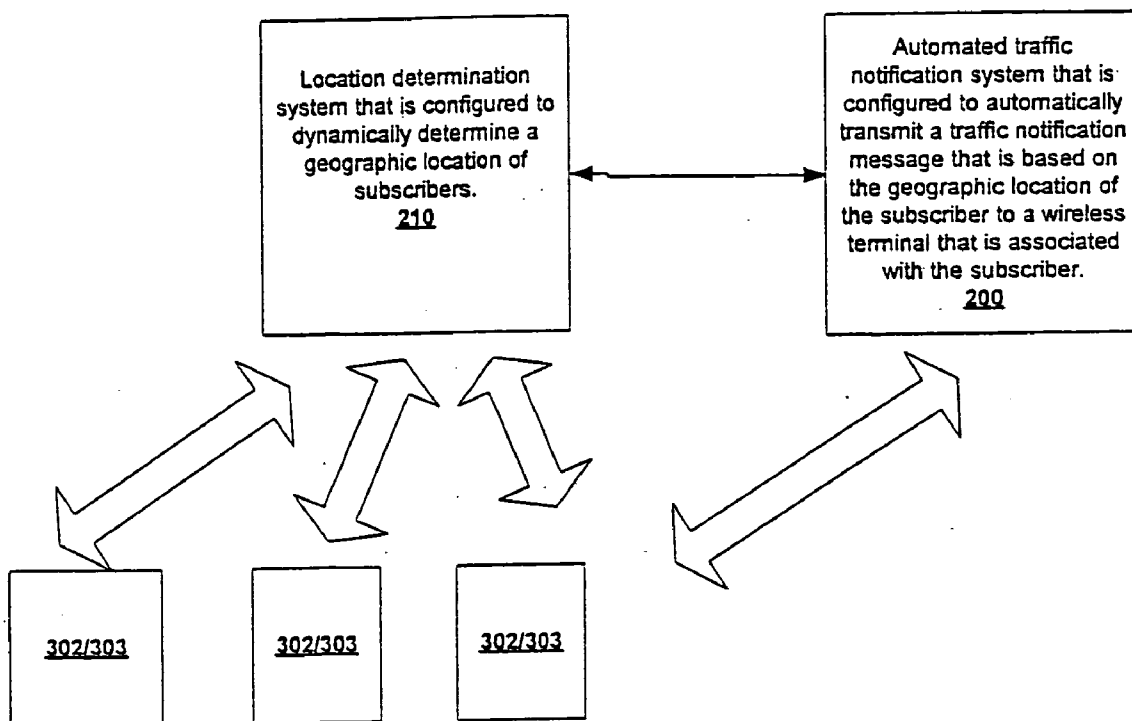 Location determination
system that is configured to
dynamically determine a
geographic location of
subscribers.
210
Automated traffic
notification system that is
configured to automatically
transmit a traffic notification
message that is based on
the geographic location of
the subscriber to a wireless
terminal that is associated
with the subscriber.
200
302/303
302/303
302/303